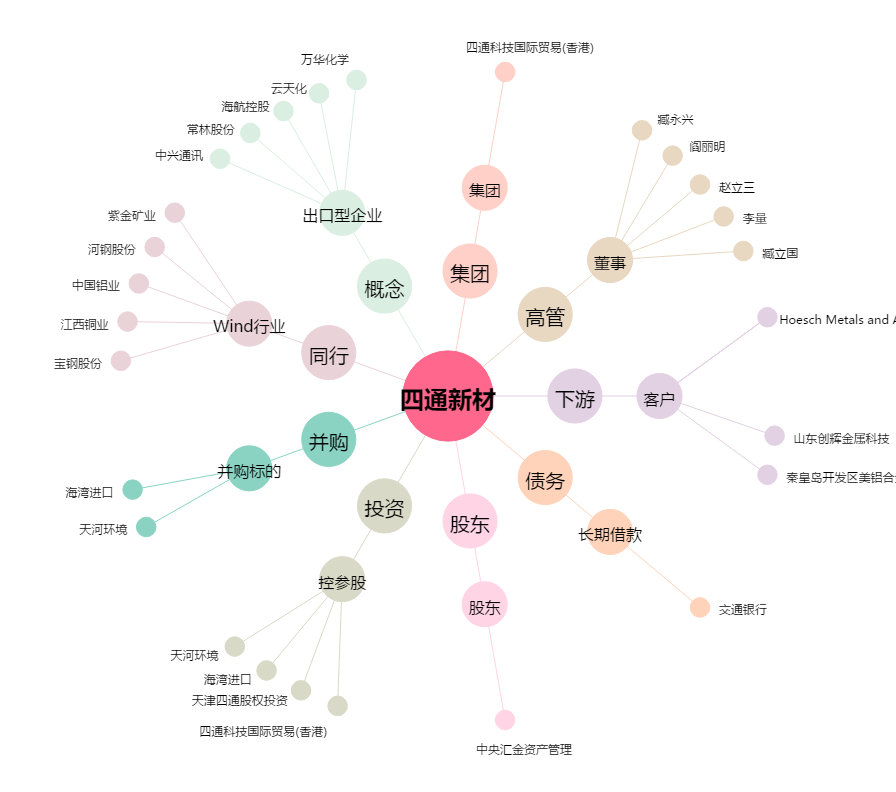 四通科技国际贸易(香港)
万华化学
云天化
海航控股
常林股份
中兴通讯
出口型企业
概念
集团
集团
臧永兴
阎丽明
赵立三
李量
臧立国
董事
高管
紫金矿业
河钢股份
中国铝业
江西铜业
宝钢股份
Wind行业
同行
四通新材
下游
客户
Hoesch Metals and A
山东创辉金属科技
秦皇岛开发区美铝合
并购
并购标的
海湾进口
天河环境
投资
控参股
天河环境
海湾进口
天津四通股权投资
四通科技国际贸易(香港)
股东
股东
中央汇金资产管理
债务
长期借款
交通银行